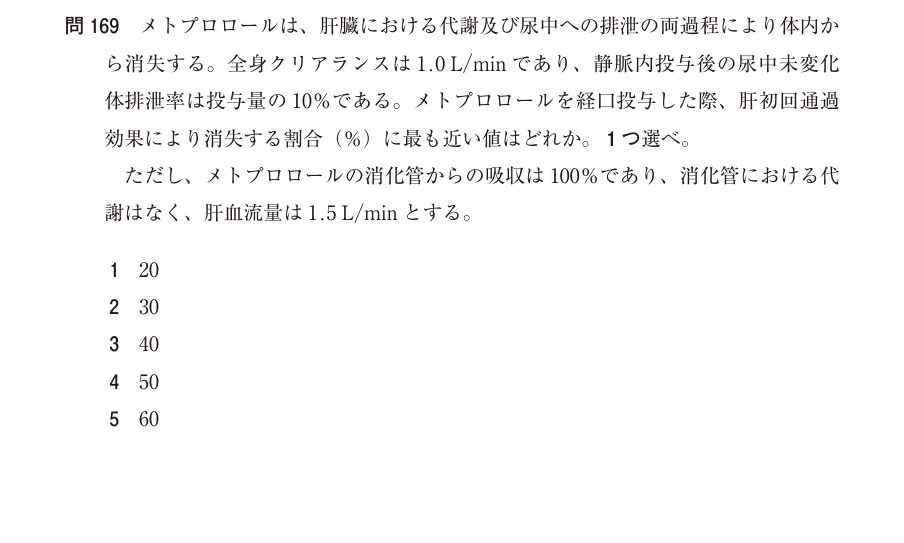 問 169　メトプロロールは、肝臓における代謝及び尿中への排泄の両過程により体内か
ら消失する。全身クリアランスは 1.0 L/min であり、静脈内投与後の尿中未変化
体排泄率は投与量の 10%である。メトプロロールを経口投与した際、肝初回通過
効果により消失する割合（%）に最も近い値はどれか。1つ選べ。
ただし、メトプロロールの消化管からの吸収は 100%であり、消化管における代
謝はなく、肝血流量は 1.5 L/min とする。
1　20
2　30
3　40
4　50
5　60